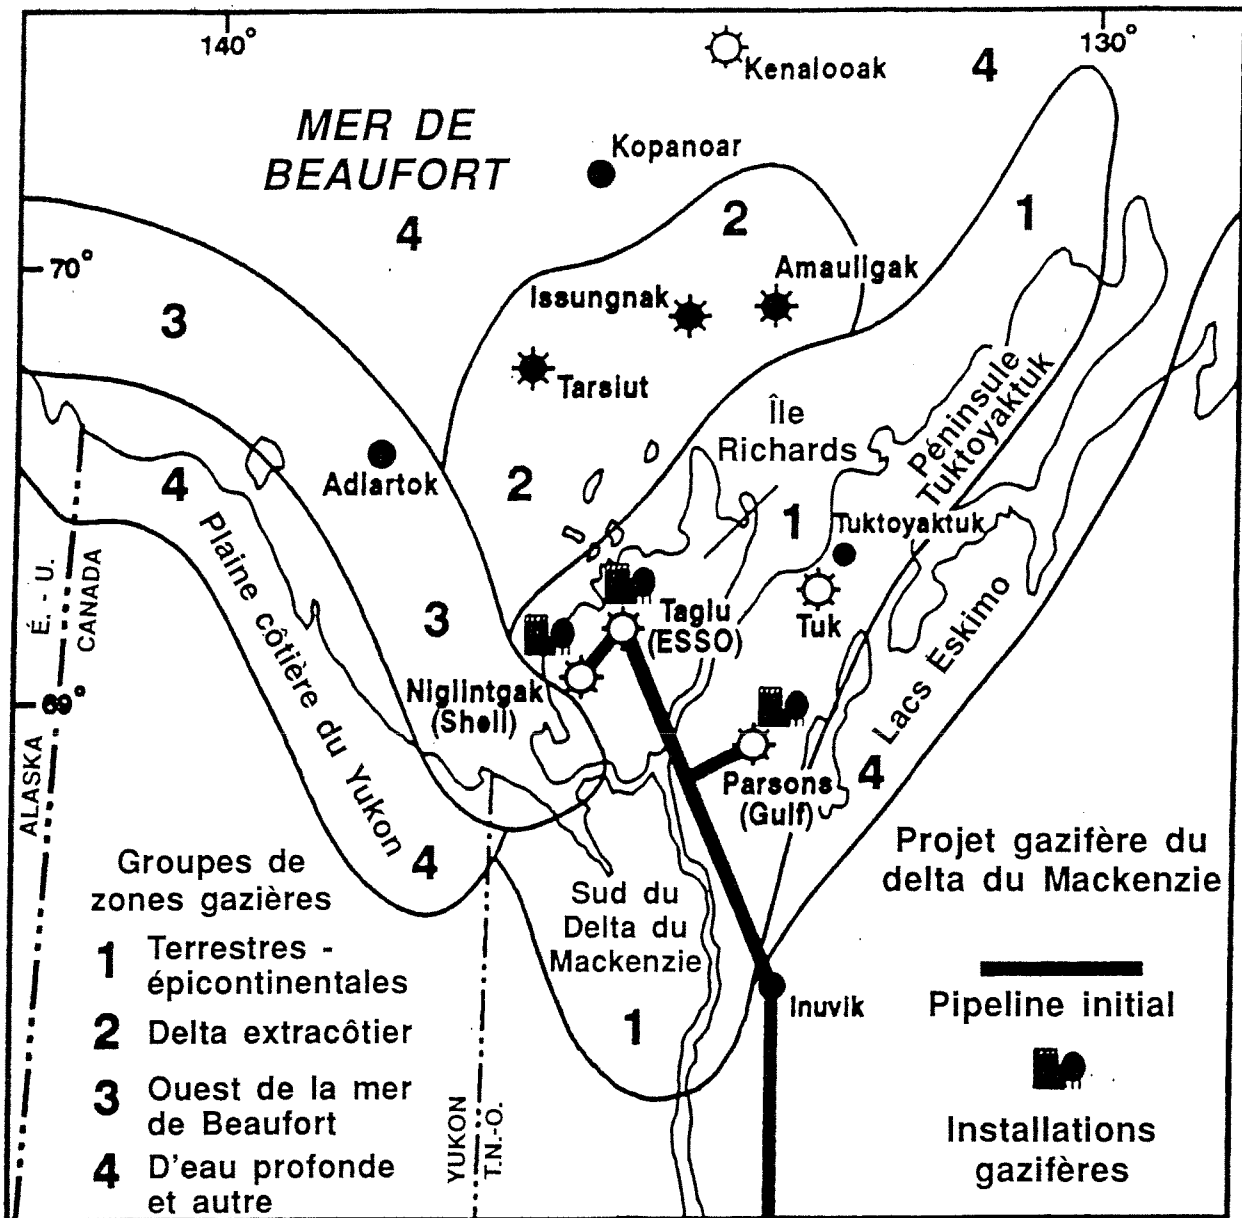 140°
130°
Kenalooak
4
MER DE
BEAUFORT
Kopanoar
4
2
1
70°
Amauligak
Issungnak
3
Tarsiut
Île
Richards
Péninsule
Tuktoyaktuk
Adlartok
4
2
1
Tuktoyaktuk
É.-U.
CANADA
Plaine côtière du Yukon
3
Taglu
(ESSO)
Tuk
Lacs Eskimo
Niglintgak
(Shell)
69°
ALASKA
Parsons
(Gulf)
4
4
Sud du
Delta du
Mackenzie
1
Inuvik
YUKON
T.N.-O.
Groupes de
zones gazières
1 Terrestres -
épicontinentales
2 Delta extracôtier
3 Ouest de la mer
de Beaufort
4 D'eau profonde
et autre
Projet gazifère du
delta du Mackenzie
Pipeline initial
Installations
gazifères